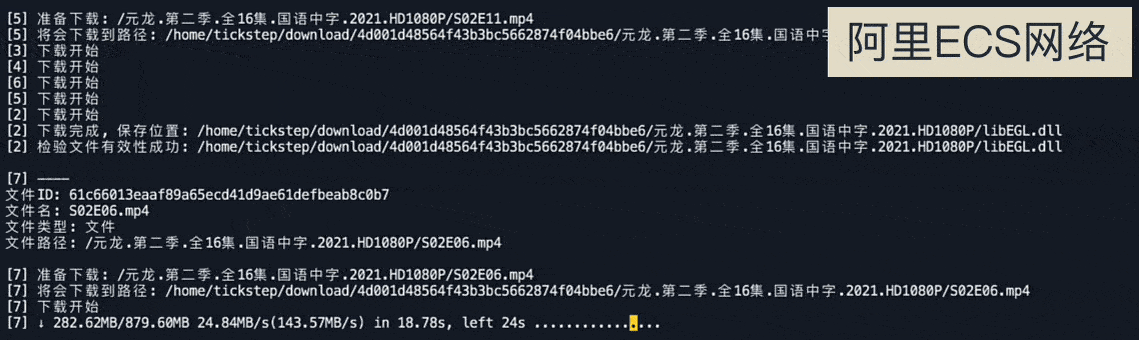 [5] 准备下载: /元龙.第二季.全16集.国语中字.2021.HD1080P/S02E11.mp4
[5] 将会下载到路径: /home/tickstep/download/4d001d48564f43b3bc5662874f04bbe6/元龙.第二季.全16集.国语中字
阿里ECS网络
[3] 下载开始
[4] 下载开始
[6] 下载开始
[5] 下载开始
[2] 下载开始
[2] 下载完成, 保存位置: /home/tickstep/download/4d001d48564f43b3bc5662874f04bbe6/元龙.第二季.全16集.国语中字.2021.HD1080P/libEGL.dll
[2] 检验文件有效性成功: /home/tickstep/download/4d001d48564f43b3bc5662874f04bbe6/元龙.第二季.全16集.国语中字.2021.HD1080P/libEGL.dll
[7] ————
文件ID: 61c66013eaaf89a65ecd41d9ae61defbeab8c0b7
文件名: S02E06.mp4
文件类型: 文件
文件路径: /元龙.第二季.全16集.国语中字.2021.HD1080P/S02E06.mp4
[7] 准备下载: /元龙.第二季.全16集.国语中字.2021.HD1080P/S02E06.mp4
[7] 将会下载到路径: /home/tickstep/download/4d001d48564f43b3bc5662874f04bbe6/元龙.第二季.全16集.国语中字.2021.HD1080P/S02E06.mp4
[7] 下载开始
[7] ↓ 282.62MB/879.60MB 24.84MB/s(143.57MB/s) in 18.78s, left 24s ................